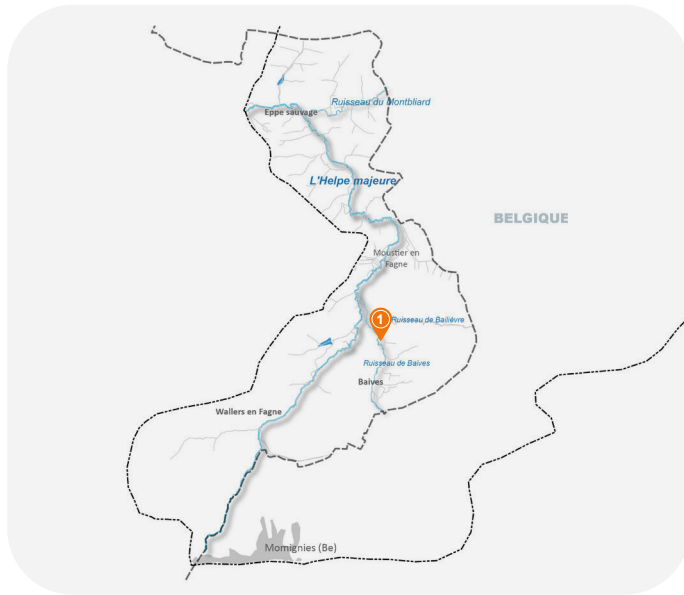 Ruisseau du Montbliard
Eppe sauvage
L'Helpe majeure
BELGIQUE
Moustier en
Fagne
1
Ruisseau de Bailièvre
Ruisseau de Baives
Baives
Wallers en Fagne
Momignies (Be)